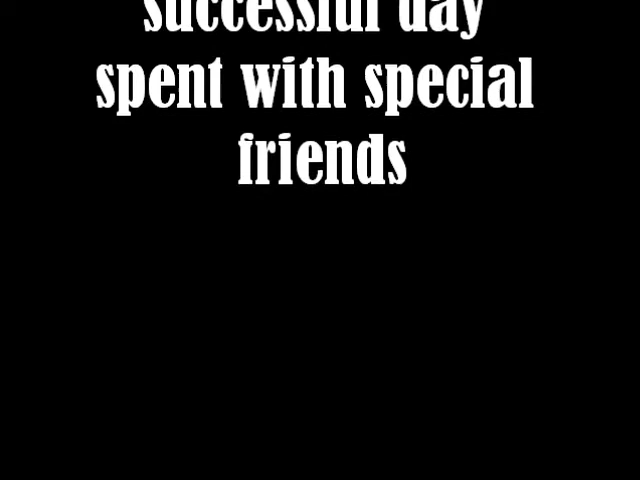 successful day
spent with special
friends